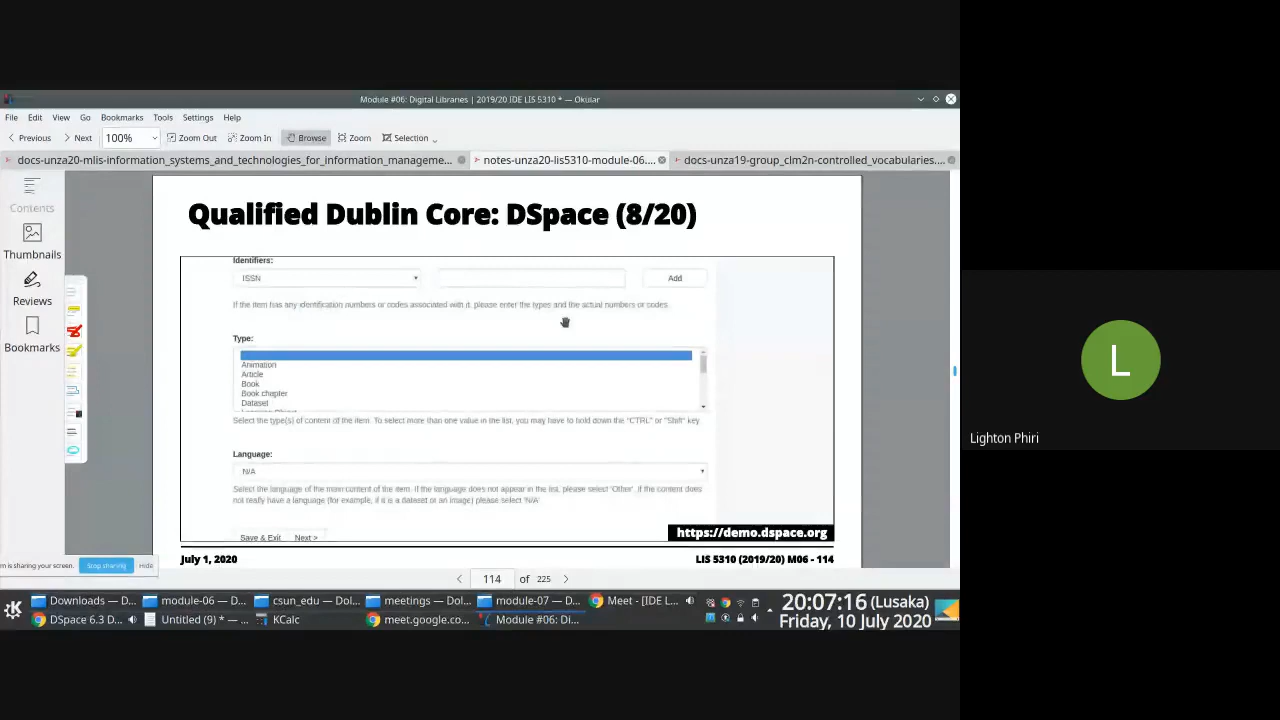 Module #06: Digital Libraries | 2019/20 IDE LIS 5310 * — Okular
File Edit View Go Bookmarks Tools Settings Help
Previous Next 100% Zoom Out Zoom In Browse Zoom Selection
docs-unza20-mlis-information_systems_and_technologies_for_information_manageme... notes-unza20-lis5310-module-06.... docs-unza19-group_clm2n-controlled_vocabularies....
Contents
Thumbnails
Reviews
Bookmarks
Qualified Dublin Core: DSpace (8/20)
Identifiers:
ISSN Add
If the item has any identification numbers or codes associated with it, please enter the types and the actual numbers or codes.
Type:
Animation
Article
Book
Book chapter
Dataset
Learning Object
Select the type(s) of content of the item. To select more than one value in the list, you may have to hold down the "CTRL" or "Shift" key
Language:
N/A
Select the language of the main content of the item. If the language does not appear in the list, please select 'Other'. If the content
does not really have a language (for example, if it is a dataset or an image) please select 'N/A'
Save & Exit Next >
https://demo.dspace.org
July 1, 2020 LIS 5310 (2019/20) M06 - 114
m is sharing your screen. Stop sharing Hide
114 of 225
Downloads — D... module-06 — D... csun_edu — Dol... meetings — Dol... module-07 — D... Meet - [IDE L...
DSpace 6.3 D... Untitled (9) * — ... KCalc meet.google.co... Module #06: Di...
20:07:16 (Lusaka)
Friday, 10 July 2020
L
Lighton Phiri